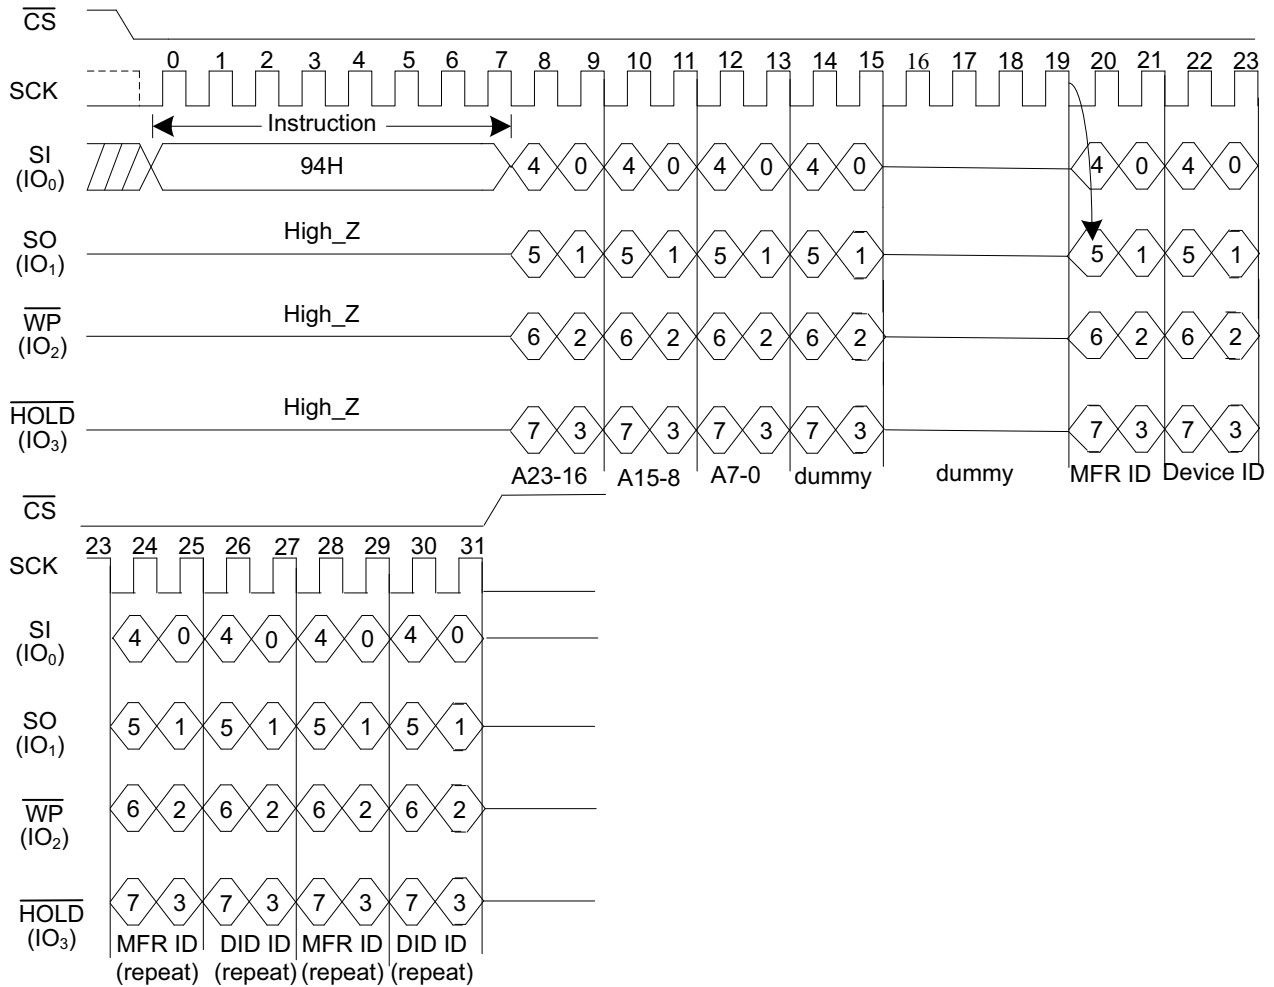 CS
0 1 2 3 4 5 6 7 8 9 10 11 12 13 14 15 16 17 18 19 20 21 22 23
SCK
Instruction
SI
(IO₀)
94H
4 0 4 0 4 0 4 0 4 0 4 0
SO
(IO₁)
High_Z
5 1 5 1 5 1 5 1 5 1 5 1
WP
(IO₂)
High_Z
6 2 6 2 6 2 6 2 6 2 6 2
HOLD
(IO₃)
High_Z
7 3 7 3 7 3 7 3 7 3 7 3
A23-16 A15-8 A7-0 dummy dummy MFR ID Device ID
CS
23 24 25 26 27 28 29 30 31
SCK
SI
(IO₀)
4 0 4 0 4 0 4 0
SO
(IO₁)
5 1 5 1 5 1 5 1
WP
(IO₂)
6 2 6 2 6 2 6 2
HOLD
(IO₃)
7 3 7 3 7 3 7 3
MFR ID DID ID MFR ID DID ID
(repeat) (repeat) (repeat) (repeat)